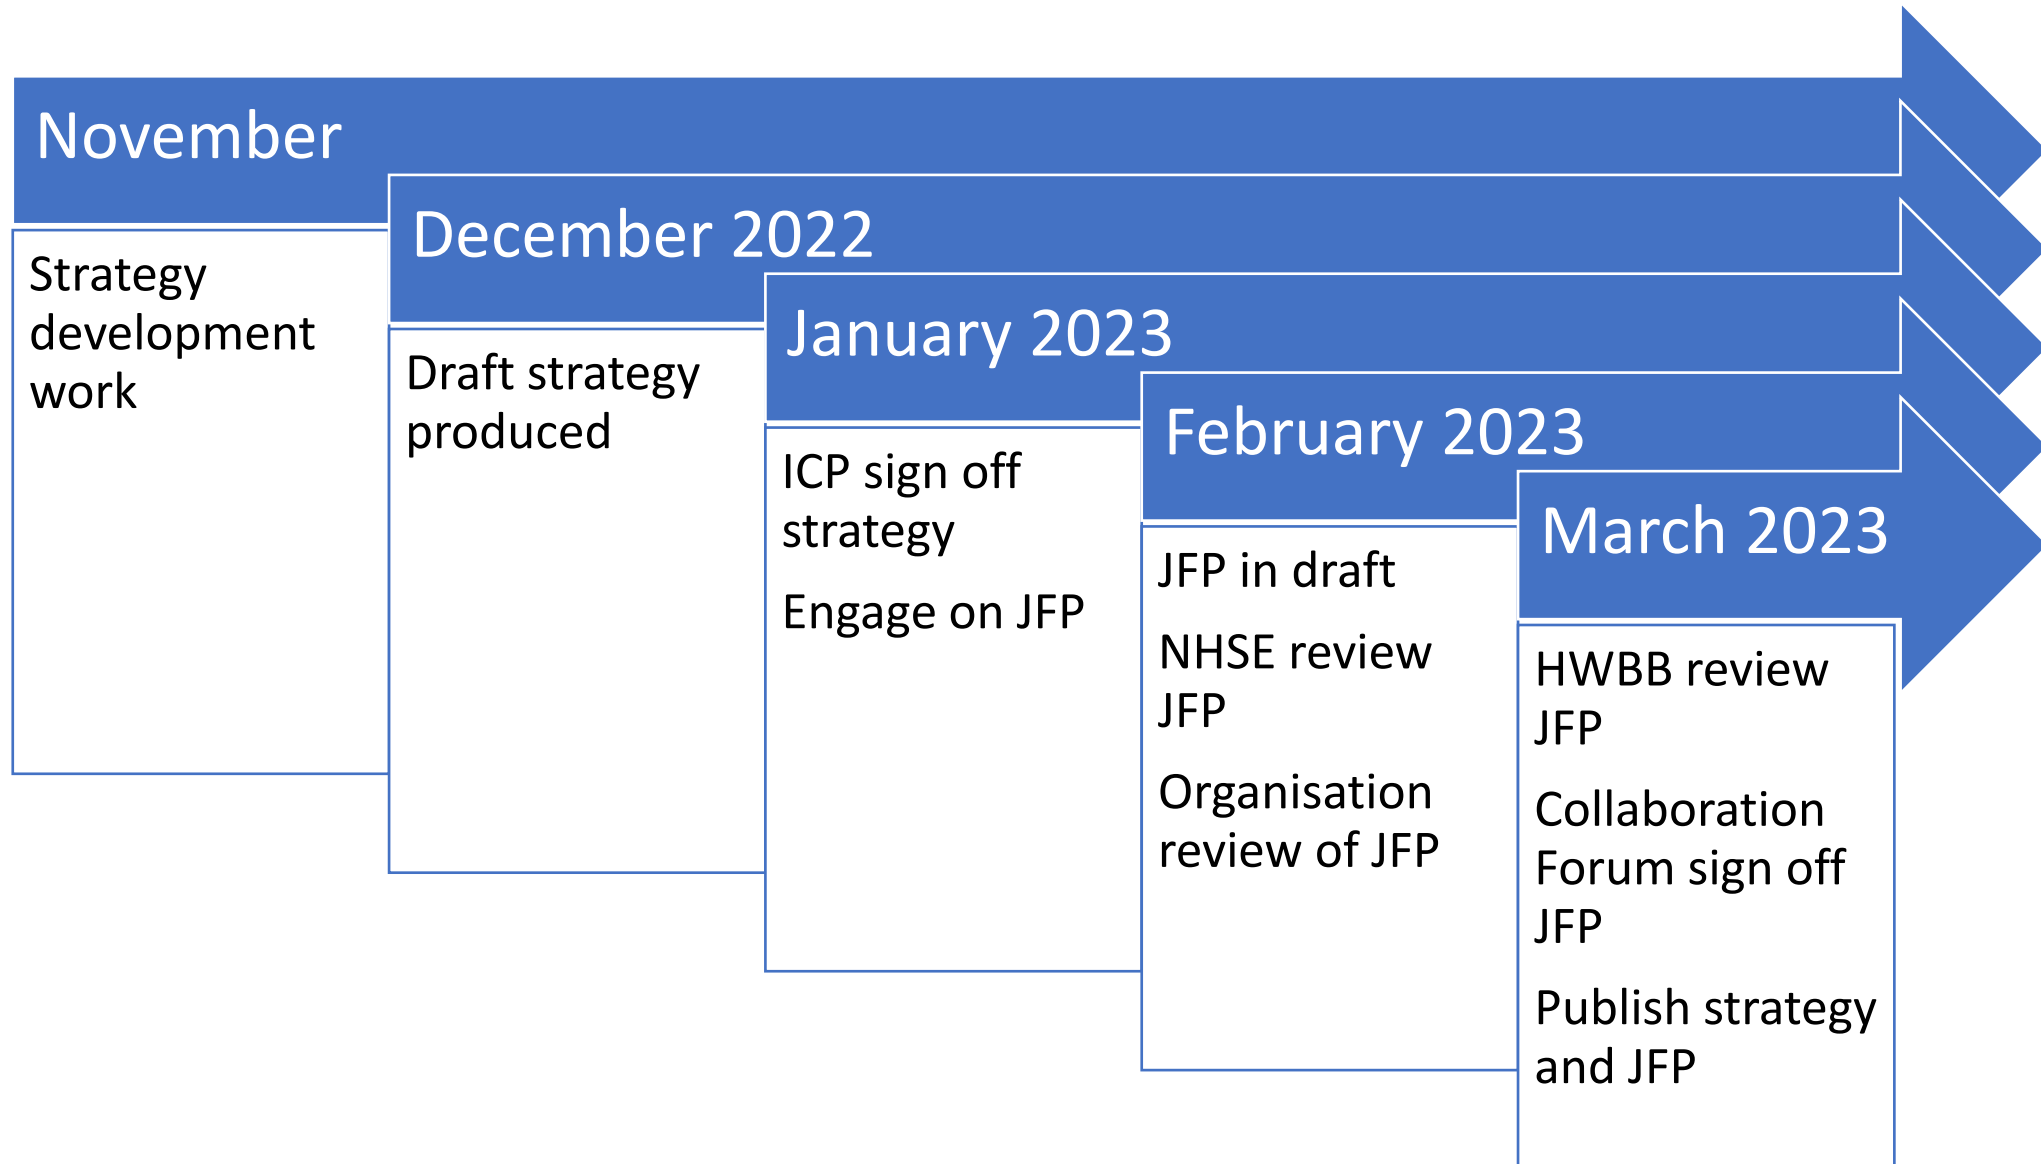 November
Strategy
development
work
December 2022
Draft strategy
produced
January 2023
ICP sign off
strategy
Engage on JFP
February 2023
JFP in draft
NHSE review
JFP
Organisation
review of JFP
March 2023
HWBB review
JFP
Collaboration
Forum sign off
JFP
Publish strategy
and JFP